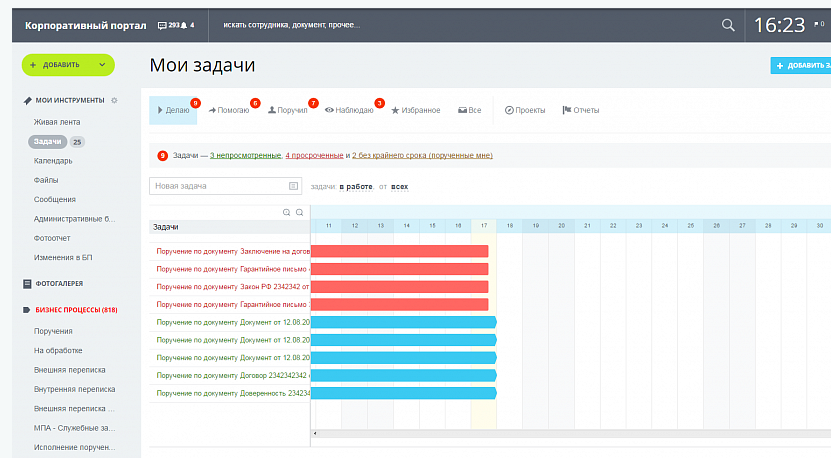 Корпоративный портал 293 4 искать сотрудника, документ, прочее... 16:23 0
ДОБАВИТЬ
Мои задачи
ДОБАВИТЬ
МОИ ИНСТРУМЕНТЫ
Живая лента
Задачи 25
Календарь
Файлы
Сообщения
Административные б...
Фотоотчет
Изменения в БП
ФОТОГАЛЕРЕЯ
БИЗНЕС ПРОЦЕССЫ (818)
Поручения
На обработке
Внешняя переписка
Внутренняя переписка
Внешняя переписка ...
МПА - Служебные за...
Исполнение поручен...
Делаю 9 Помогаю 6 Поручил 7 Наблюдаю 3 Избранное Все Проекты Отчеты
9 Задачи — 3 непросмотренные, 4 просроченные и 2 без крайнего срока (порученные мне)
Новая задача задачи в работе, от всех
Задачи 11 12 13 14 15 16 17 18 19 20 21 22 23 24 25 26 27 28 29 30
Поручение по документу Заключение на догов
Поручение по документу Гарантийное письмо
Поручение по документу Закон РФ 2342342 от
Поручение по документу Гарантийное письмо
Поручение по документу Документ от 12.08.20
Поручение по документу Документ от 12.08.20
Поручение по документу Документ от 12.08.20
Поручение по документу Договор 2342342342
Поручение по документу Доверенность 23423